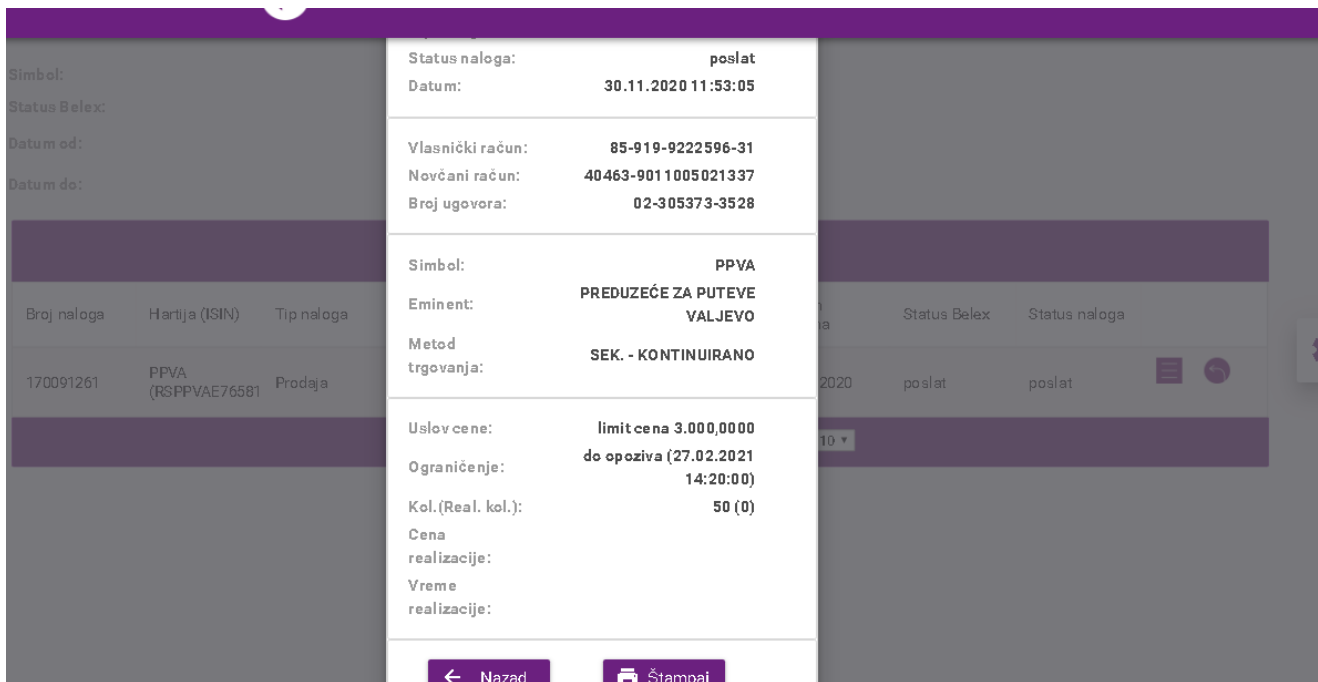 Status naloga: poslat
Datum: 30.11.2020 11:53:05
Vlasnički račun: 85-919-9222596-31
Novčani račun: 40463-9011005021337
Broj ugovora: 02-305373-3528
Simbol: PPVA
Eminent: PREDUZEĆE ZA PUTEVE
VALJEVO
Metod
trgovanja: SEK. - KONTINUIRANO
Uslov cene: limit cena 3.000,0000
Ograničenje: do opoziva (27.02.2021
14:20:00)
Kol.(Real. kol.): 50 (0)
Cena
realizacije:
Vreme
realizacije:
Nazad Štampaj
Simbol:
Status Belex:
Datum od:
Datum do:
Broj naloga Hartija (ISIN) Tip naloga Status Belex Status naloga
170091261 PPVA
(RSPPVAE76581 Prodaja 2020 poslat poslat
10